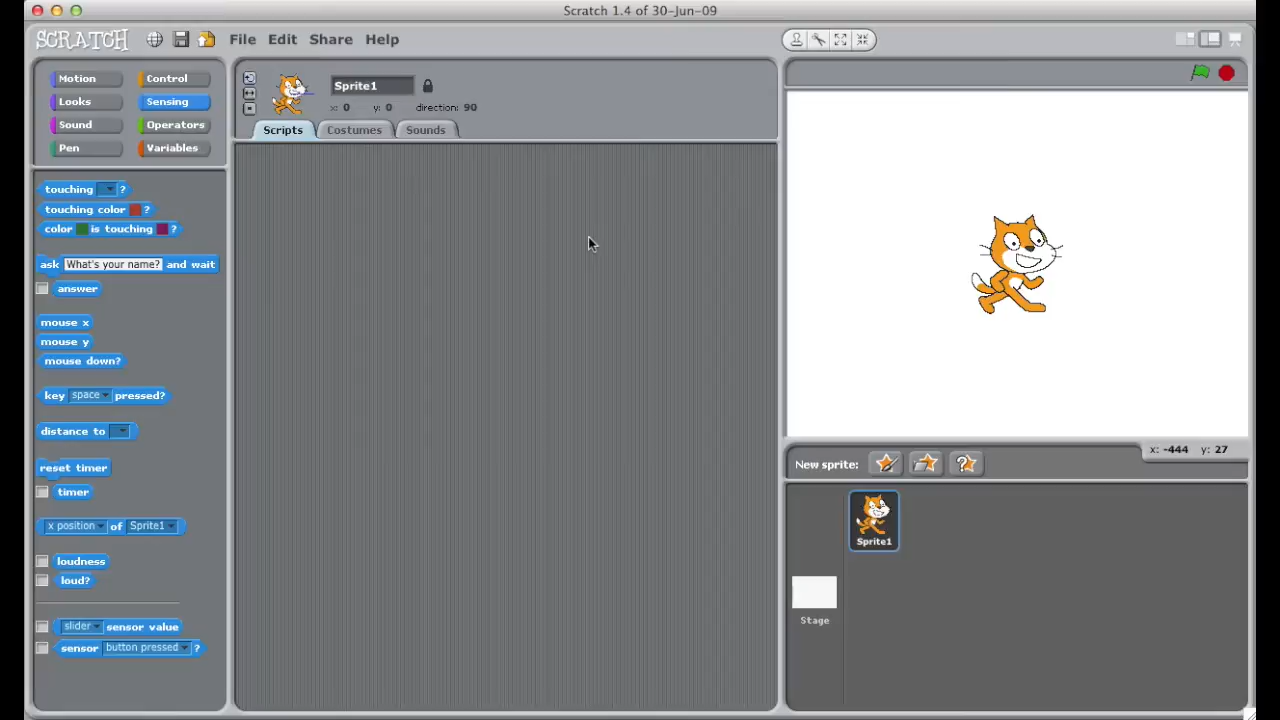 Scratch 1.4 of 30-Jun-09
SCRATCH File Edit Share Help
Motion Control
Looks Sensing
Sound Operators
Pen Variables
Sprite1
x: 0 y: 0 direction: 90
Scripts Costumes Sounds
touching ?
touching color ?
color is touching ?
ask What's your name? and wait
answer
mouse x
mouse y
mouse down?
key space pressed?
distance to
reset timer
timer
x position of Sprite1
loudness
loud?
slider sensor value
sensor button pressed ?
x: -444 y: 27
New sprite:
Sprite1
Stage